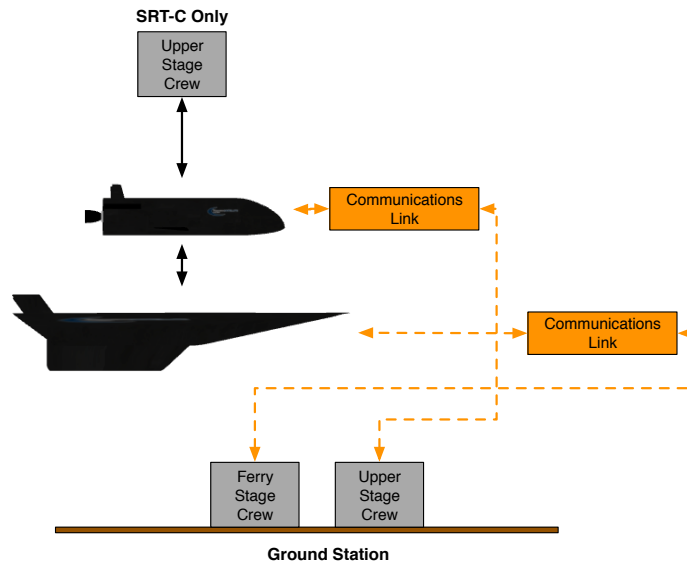 SRT-C Only
Upper
Stage
Crew
Communications
Link
Communications
Link
Ferry
Stage
Crew
Upper
Stage
Crew
Ground Station